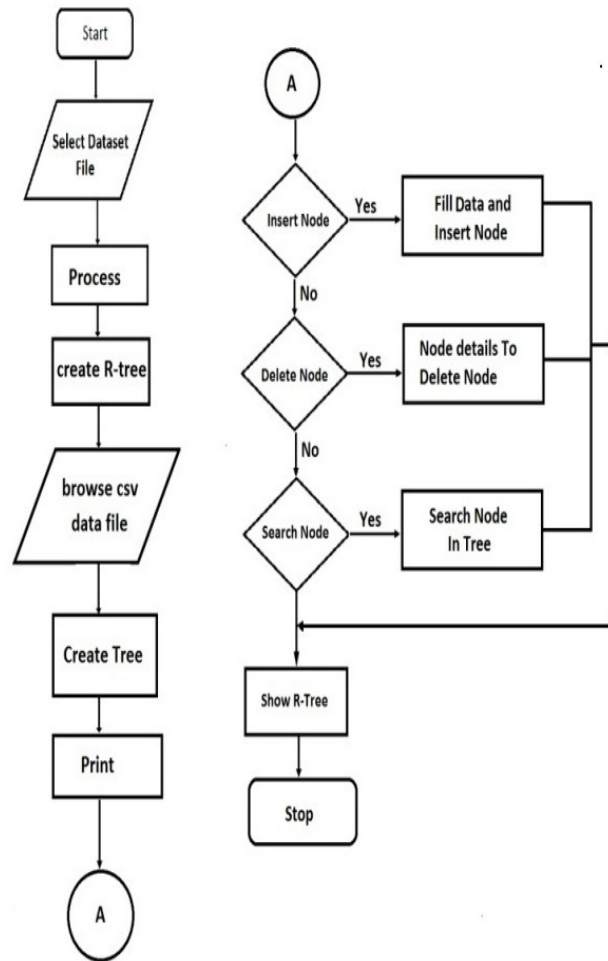 Start
Select Dataset
File
Process
create R-tree
browse csv
data file
Create Tree
Print
A
A
Insert Node
Yes
Fill Data and
Insert Node
No
Delete Node
Yes
Node details To
Delete Node
No
Search Node
Yes
Search Node
In Tree
Show R-Tree
Stop